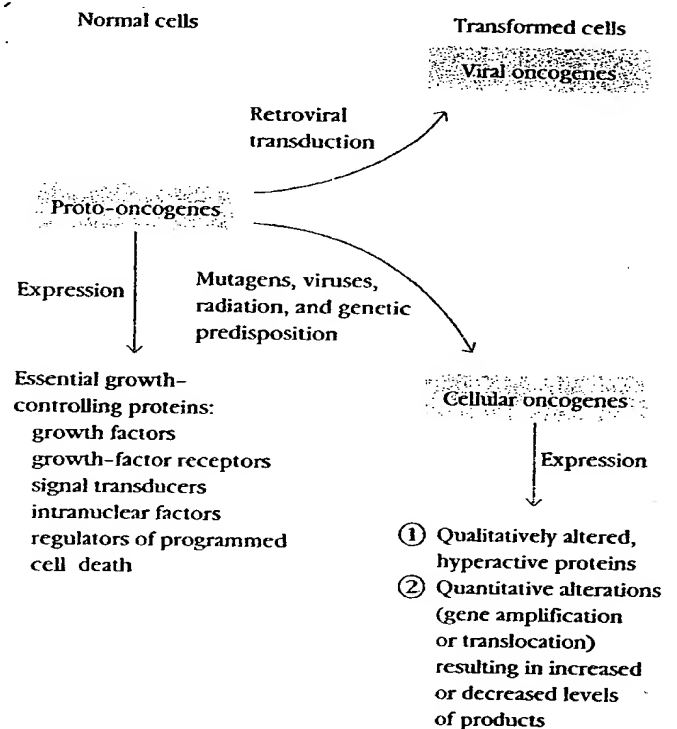 Normal cells
Transformed cells
Viral oncogenes
Retroviral
transduction
Proto-oncogenes
Expression
Mutagens, viruses,
radiation, and genetic
predisposition
Essential growth-
controlling proteins:
growth factors
growth-factor receptors
signal transducers
intranuclear factors
regulators of programmed
cell death
Cellular oncogenes
Expression
① Qualitatively altered,
hyperactive proteins
② Quantitative alterations
(gene amplification
or translocation)
resulting in increased
or decreased levels
of products